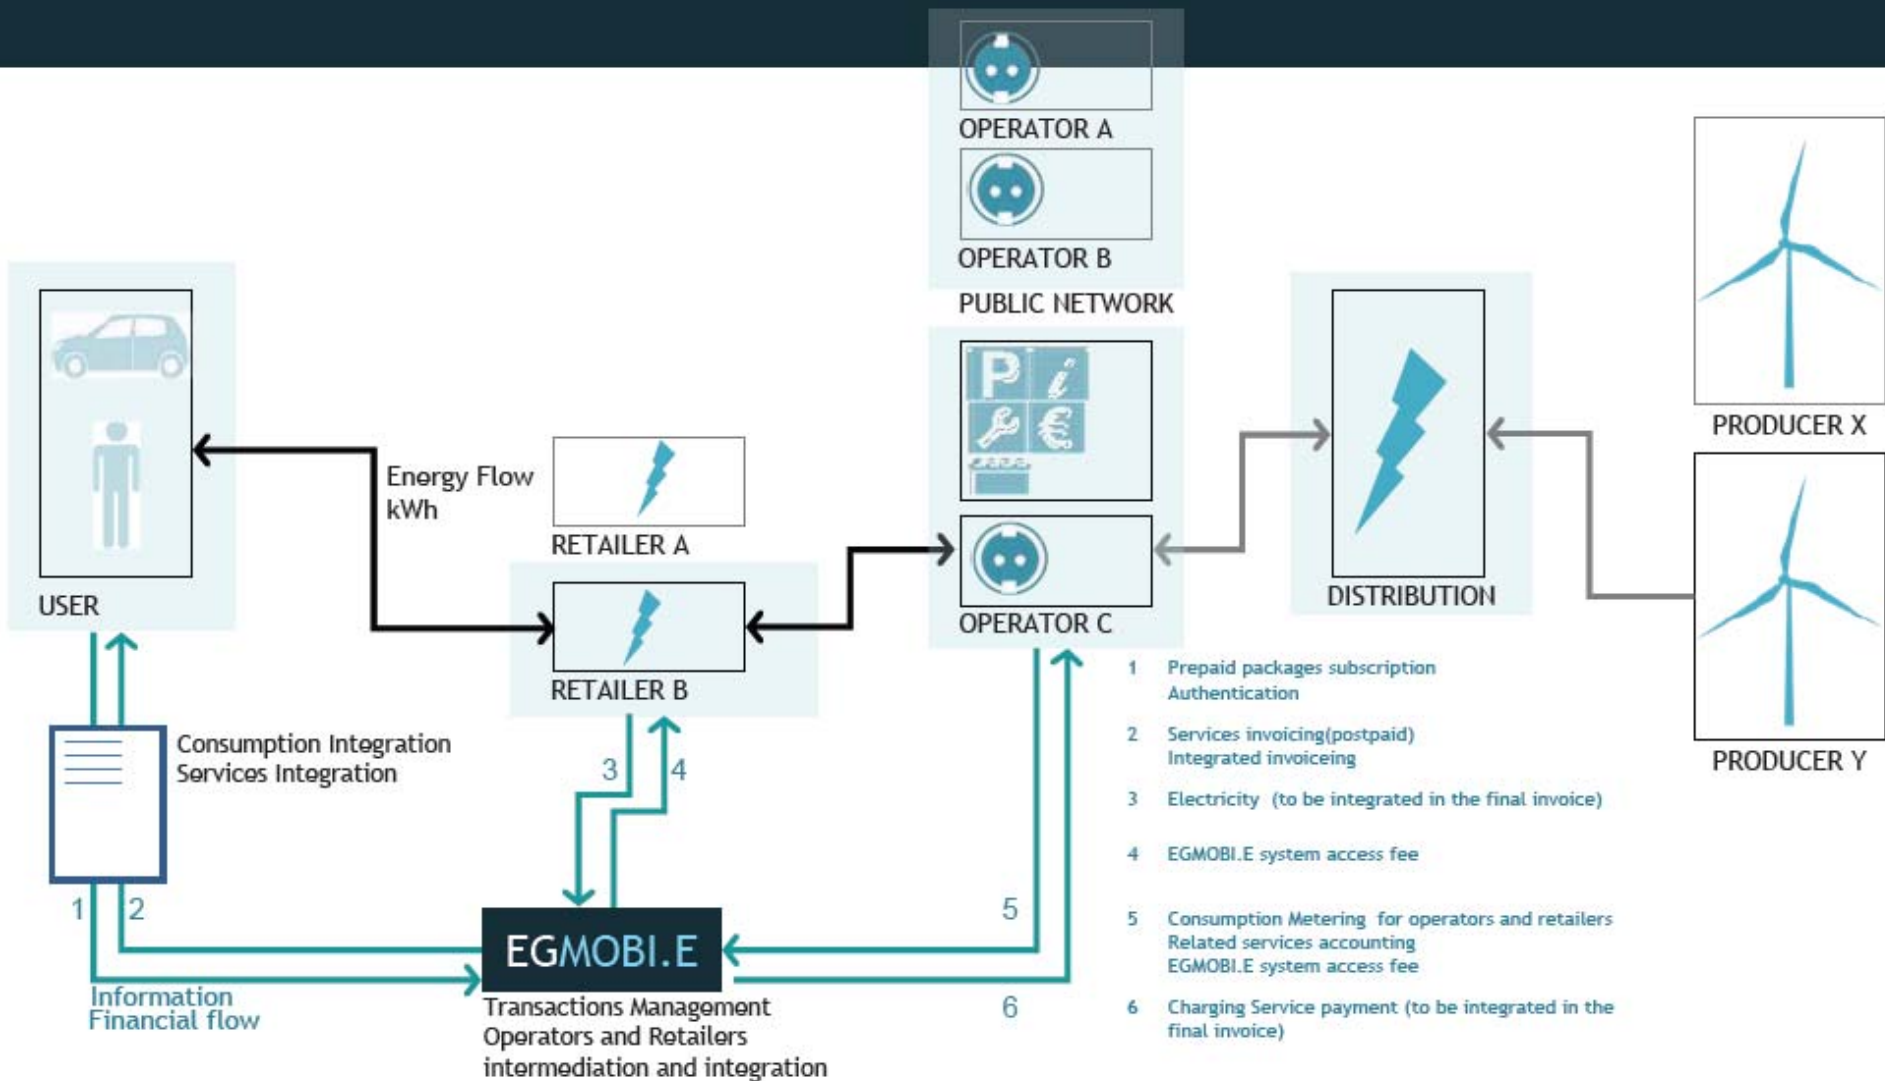 OPERATOR A
OPERATOR B
PUBLIC NETWORK
P
OPERATOR C
USER
Energy Flow
kWh
RETAILER A
RETAILER B
DISTRIBUTION
PRODUCER X
PRODUCER Y
Consumption Integration
Services Integration
1
2
3
4
5
6
Information
Financial flow
EGMOBI.E
Transactions Management
Operators and Retailers
intermediation and integration
1 Prepaid packages subscription
Authentication
2 Services invoicing(postpaid)
Integrated invoiceing
3 Electricity (to be integrated in the final invoice)
4 EGMOBI.E system access fee
5 Consumption Metering for operators and retailers
Related services accounting
EGMOBI.E system access fee
6 Charging Service payment (to be integrated in the
final invoice)